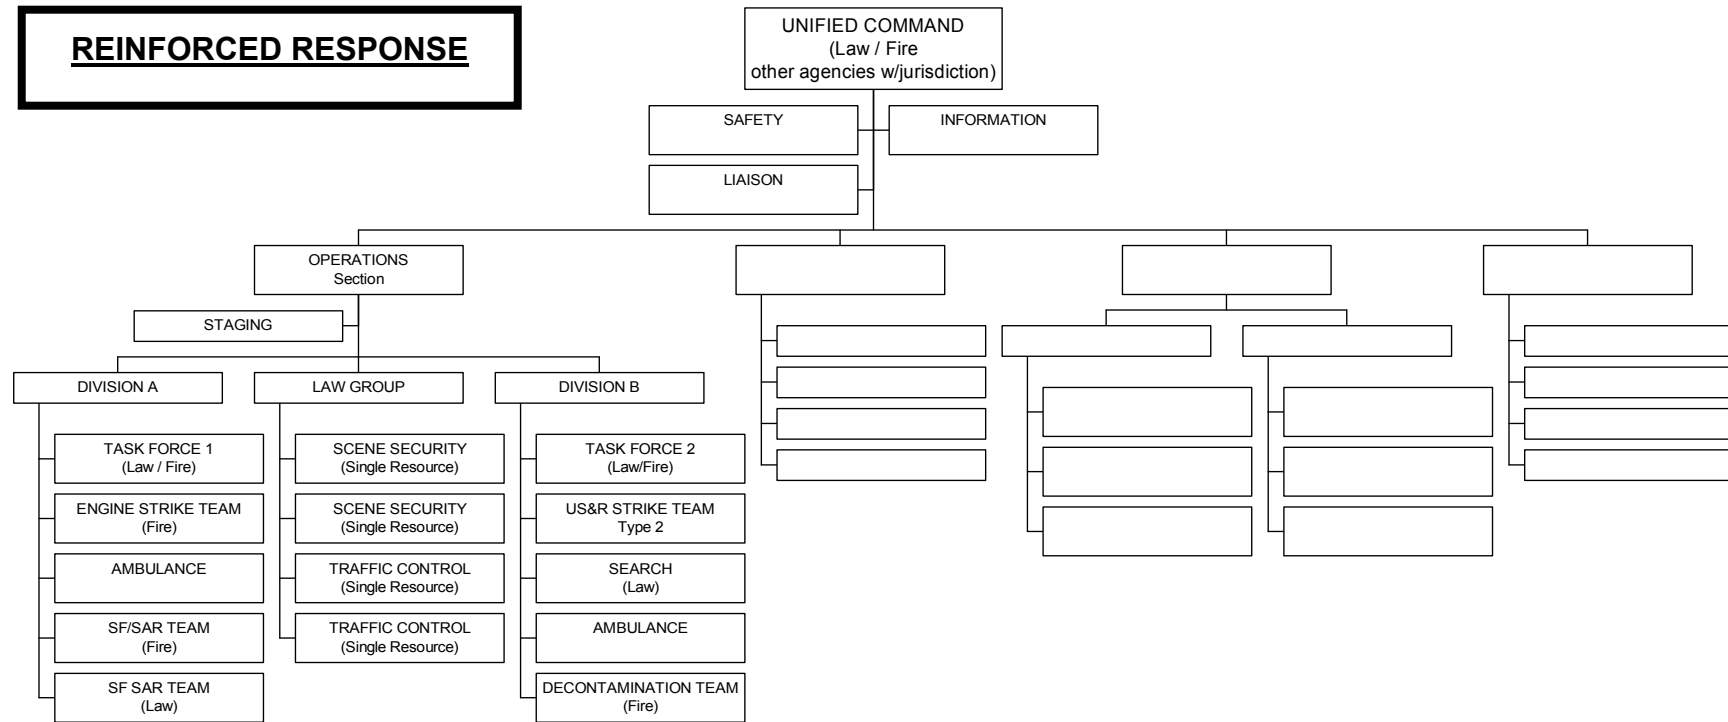 REINFORCED RESPONSE
UNIFIED COMMAND
(Law / Fire
other agencies w/jurisdiction)
SAFETY
INFORMATION
LIAISON
OPERATIONS
Section
STAGING
DIVISION A
LAW GROUP
DIVISION B
TASK FORCE 1
(Law / Fire)
SCENE SECURITY
(Single Resource)
TASK FORCE 2
(Law/Fire)
ENGINE STRIKE TEAM
(Fire)
SCENE SECURITY
(Single Resource)
US&R STRIKE TEAM
Type 2
AMBULANCE
TRAFFIC CONTROL
(Single Resource)
SEARCH
(Law)
SF/SAR TEAM
(Fire)
TRAFFIC CONTROL
(Single Resource)
AMBULANCE
SF SAR TEAM
(Law)
DECONTAMINATION TEAM
(Fire)